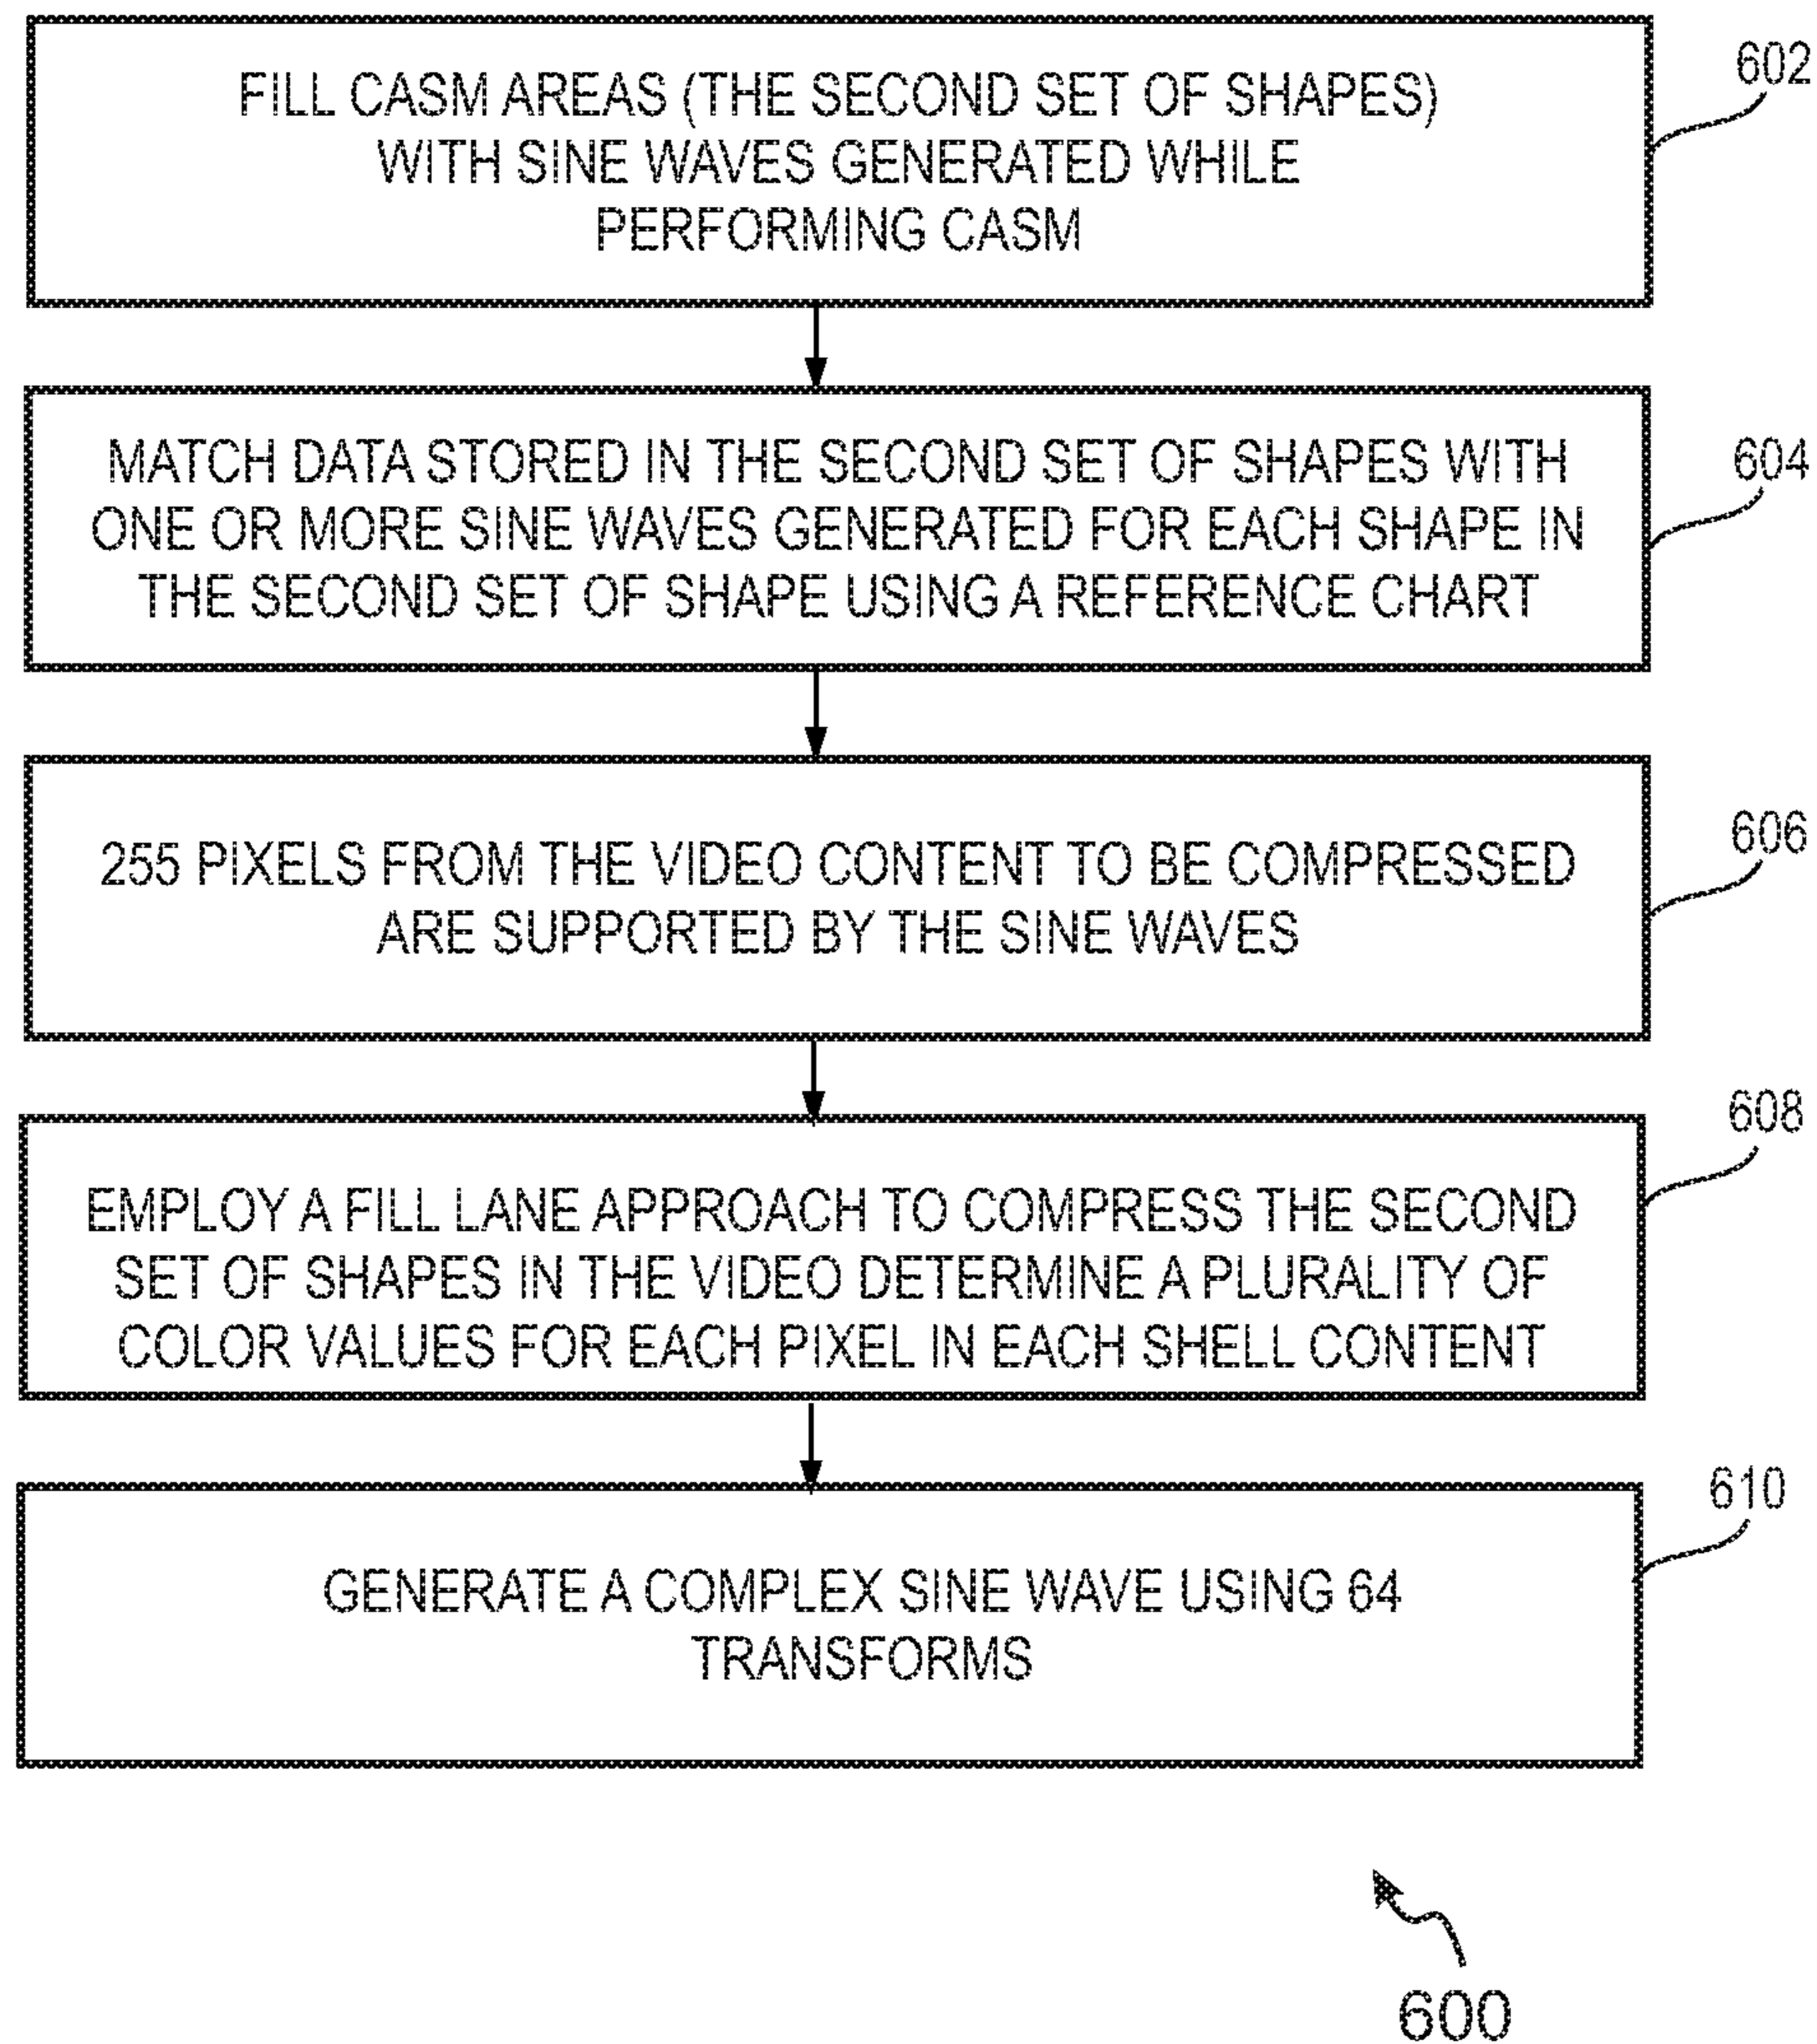 FILL CASM AREAS (THE SECOND SET OF SHAPES)
WITH SINE WAVES GENERATED WHILE
PERFORMING CASM
602
MATCH DATA STORED IN THE SECOND SET OF SHAPES WITH
ONE OR MORE SINE WAVES GENERATED FOR EACH SHAPE IN
THE SECOND SET OF SHAPE USING A REFERENCE CHART
604
255 PIXELS FROM THE VIDEO CONTENT TO BE COMPRESSED
ARE SUPPORTED BY THE SINE WAVES
606
EMPLOY A FILL LANE APPROACH TO COMPRESS THE SECOND
SET OF SHAPES IN THE VIDEO DETERMINE A PLURALITY OF
COLOR VALUES FOR EACH PIXEL IN EACH SHELL CONTENT
608
GENERATE A COMPLEX SINE WAVE USING 64
TRANSFORMS
610
600